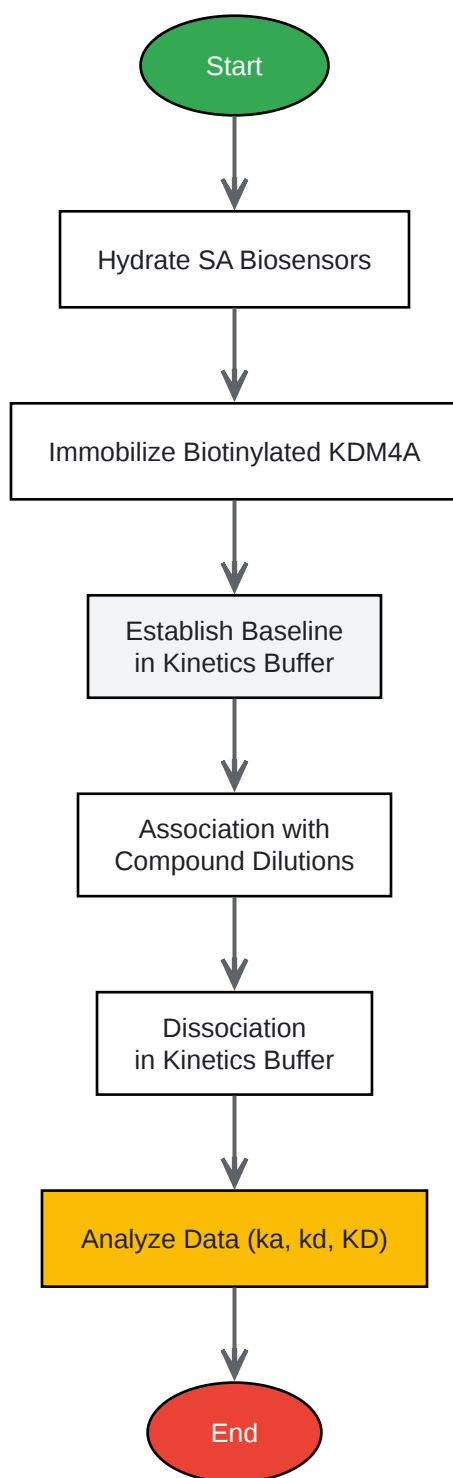 Start
Hydrate SA Biosensors
Immobilize Biotinylated KDM4A
Establish Baseline
in Kinetics Buffer
Association with
Compound Dilutions
Dissociation
in Kinetics Buffer
Analyze Data (ka, kd, KD)
End